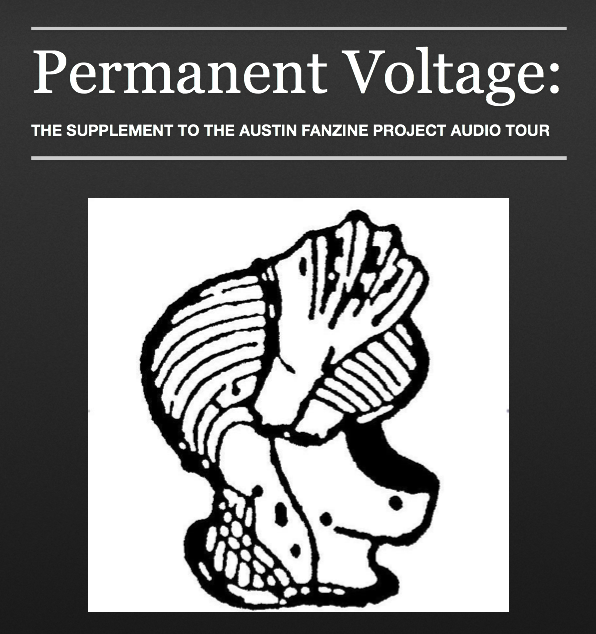 Permanent Voltage:
THE SUPPLEMENT TO THE AUSTIN FANZINE PROJECT AUDIO TOUR